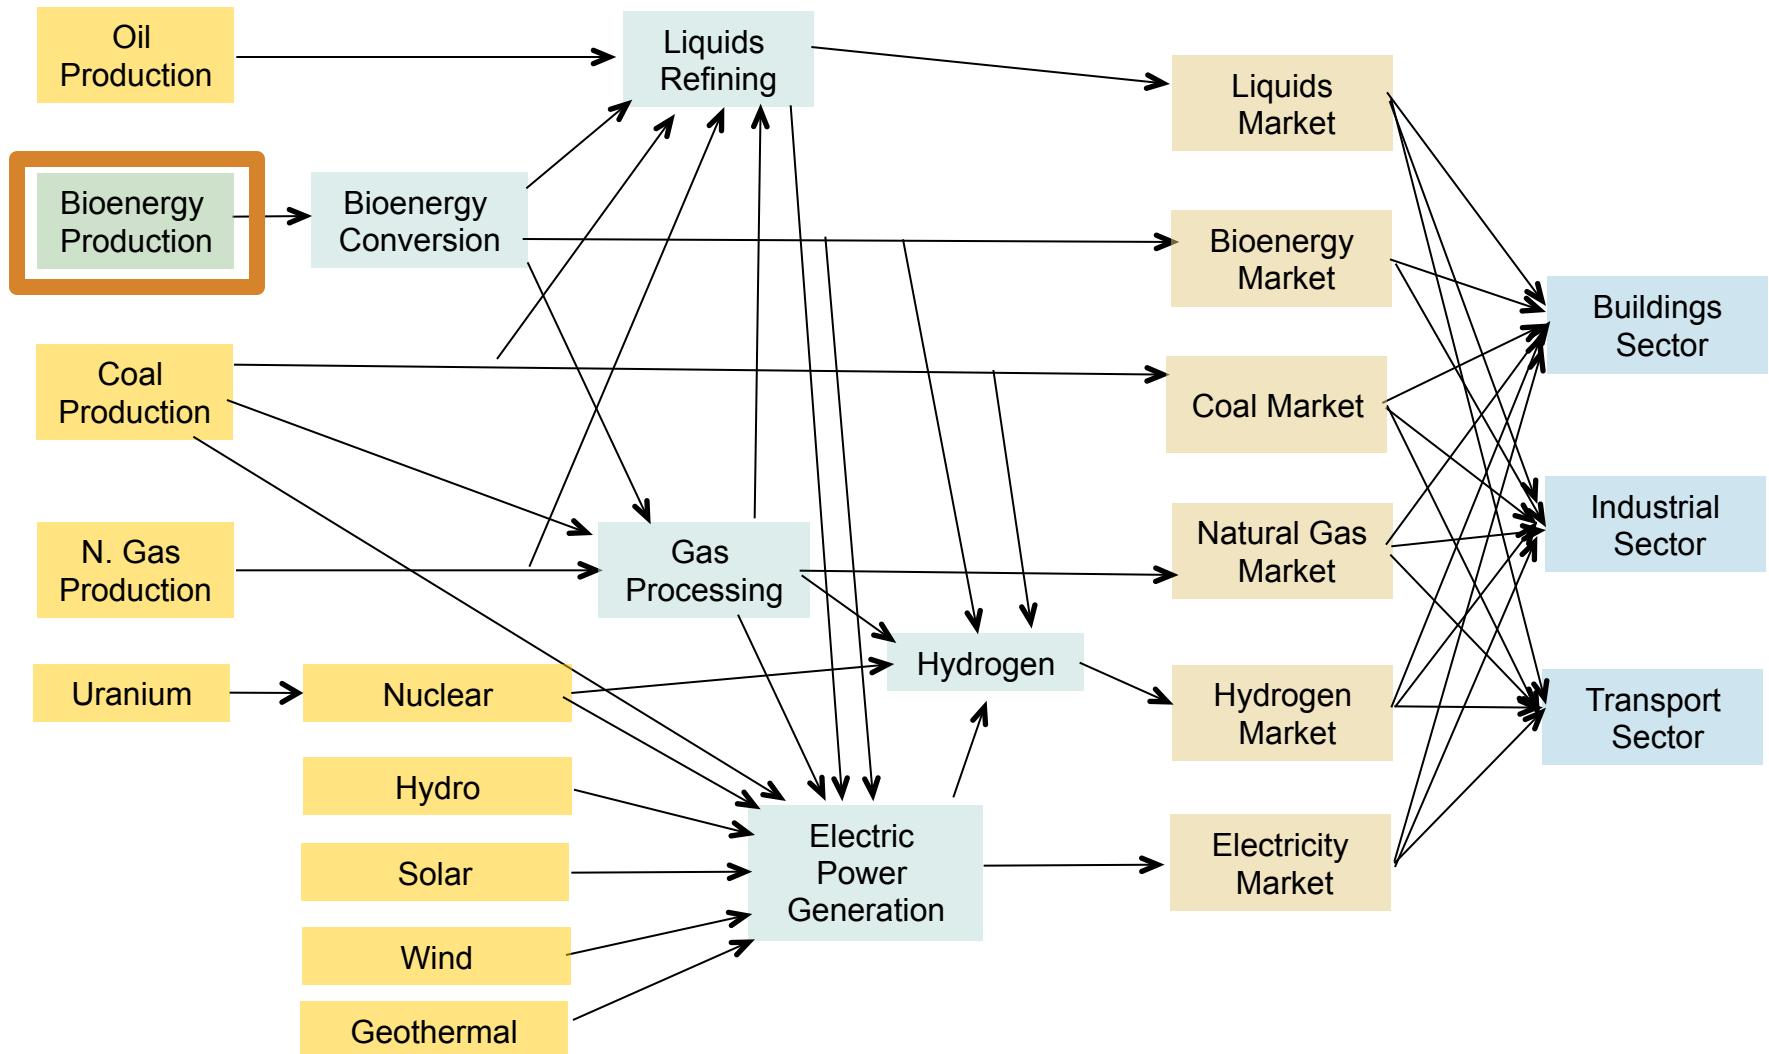 Oil
Production
Liquids
Refining
Liquids
Market
Bioenergy
Production
Bioenergy
Conversion
Bioenergy
Market
Buildings
Sector
Coal
Production
Coal Market
N. Gas
Production
Gas
Processing
Natural Gas
Market
Industrial
Sector
Uranium
Nuclear
Hydrogen
Hydrogen
Market
Transport
Sector
Hydro
Solar
Wind
Geothermal
Electric
Power
Generation
Electricity
Market